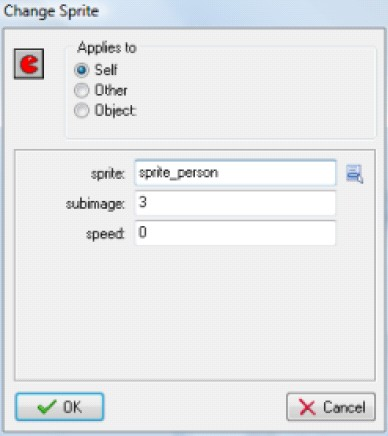 Change Sprite
Applies to
Self
Other
Object:
sprite: sprite_person
subimage: 3
speed: 0
OK
Cancel